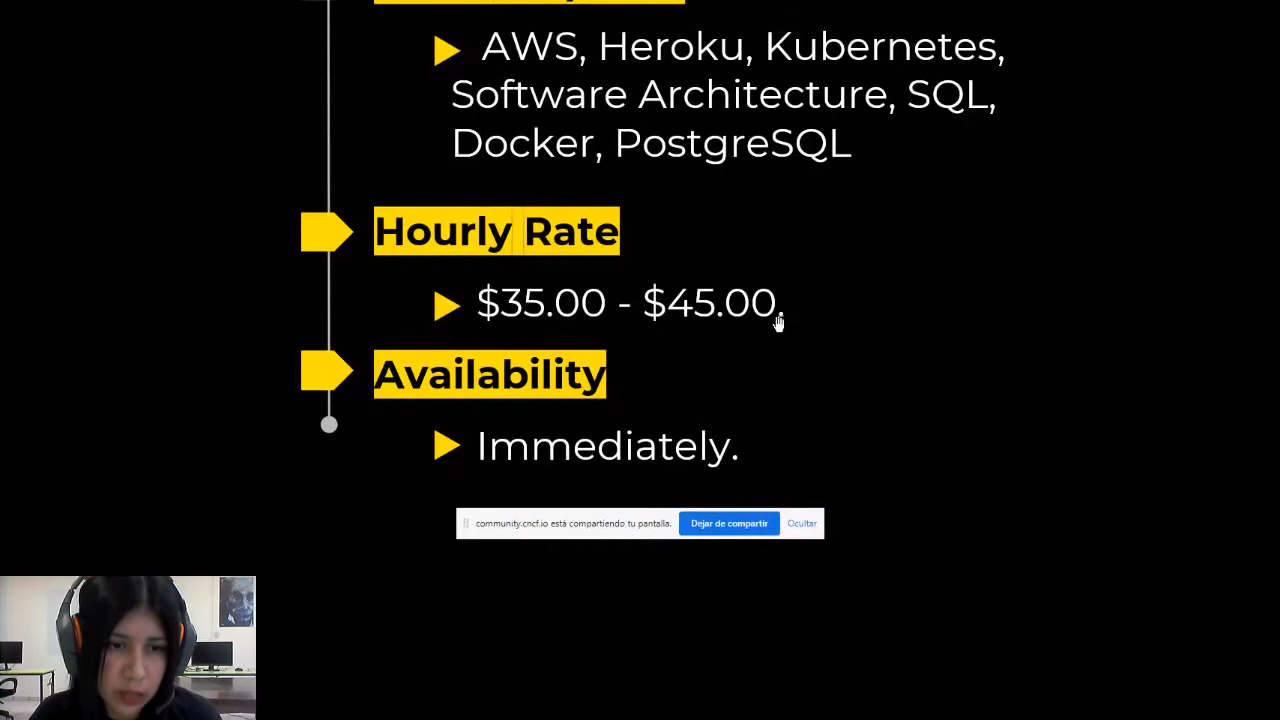 AWS, Heroku, Kubernetes,
Software Architecture, SQL,
Docker, PostgreSQL
Hourly Rate
$35.00 - $45.00.
Availability
Immediately.
community.cncf.io está compartiendo tu pantalla. Dejar de compartir Ocultar